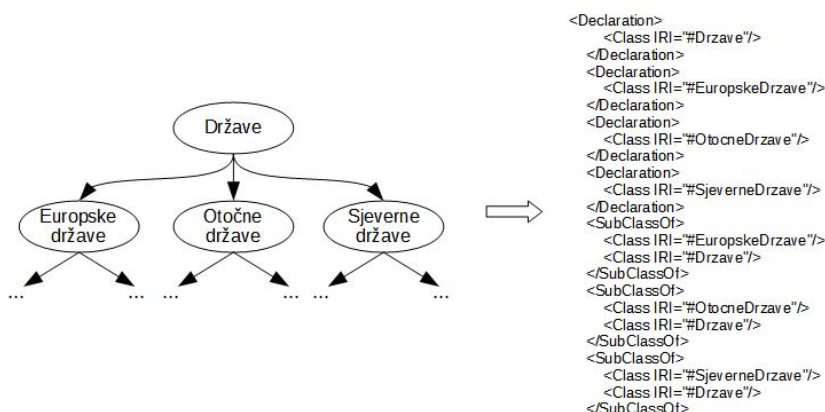 Države
Europske
države
Otočne
države
Sjeverne
države
... ... ... ... ... ...
<Declaration>
<Class IRI="#Drzave"/>
</Declaration>
<Declaration>
<Class IRI="#EuropskeDrzave"/>
</Declaration>
<Declaration>
<Class IRI="#OtocneDrzave"/>
</Declaration>
<Declaration>
<Class IRI="#SjeverneDrzave"/>
</Declaration>
<SubClassOf>
<Class IRI="#EuropskeDrzave"/>
<Class IRI="#Drzave"/>
</SubClassOf>
<SubClassOf>
<Class IRI="#OtocneDrzave"/>
<Class IRI="#Drzave"/>
</SubClassOf>
<SubClassOf>
<Class IRI="#SjeverneDrzave"/>
<Class IRI="#Drzave"/>
</SubClassOf>